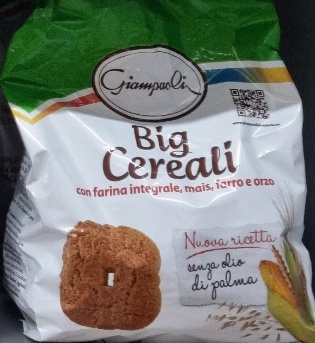 Giampaoli
Big
Cereali
con farina integrale, mais, farro e orzo
Nuova ricetta
senza olio
di palma